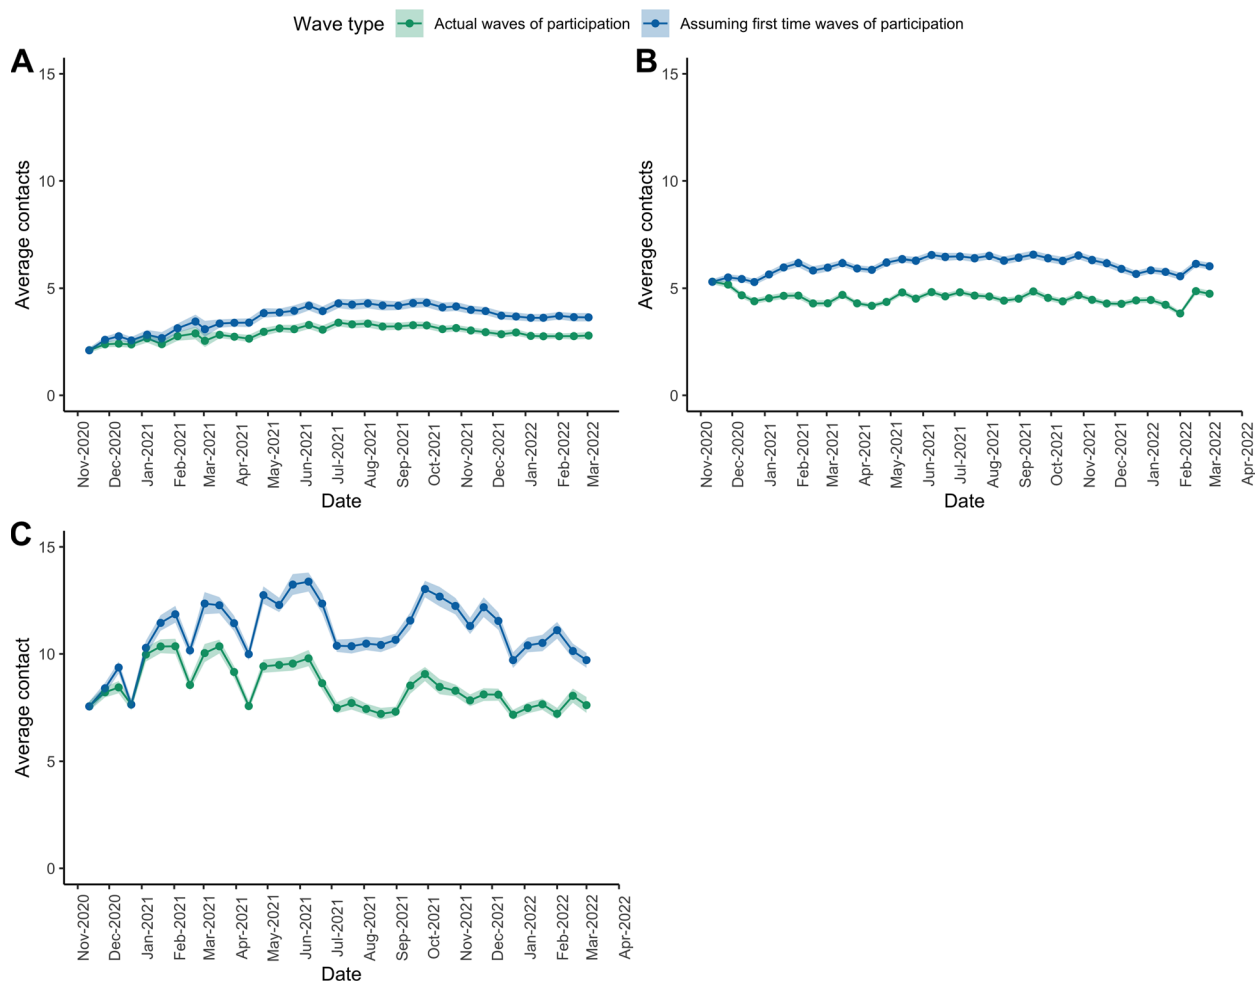 Wave type Actual waves of participation Assuming first time waves of participation
A
B
15
10
5
0
Average contacts
Nov-2020 Dec-2020 Jan-2021 Feb-2021 Mar-2021 Apr-2021 May-2021 Jun-2021 Jul-2021 Aug-2021 Sep-2021 Oct-2021 Nov-2021 Dec-2021 Jan-2022 Feb-2022 Mar-2022
Date
15
10
5
0
Average contacts
Nov-2020 Dec-2020 Jan-2021 Feb-2021 Mar-2021 Apr-2021 May-2021 Jun-2021 Jul-2021 Aug-2021 Sep-2021 Oct-2021 Nov-2021 Dec-2021 Jan-2022 Feb-2022 Mar-2022 Apr-2022
Date
C
15
10
5
0
Average contact
Nov-2020 Dec-2020 Jan-2021 Feb-2021 Mar-2021 Apr-2021 May-2021 Jun-2021 Jul-2021 Aug-2021 Sep-2021 Oct-2021 Nov-2021 Dec-2021 Jan-2022 Feb-2022 Mar-2022 Apr-2022
Date